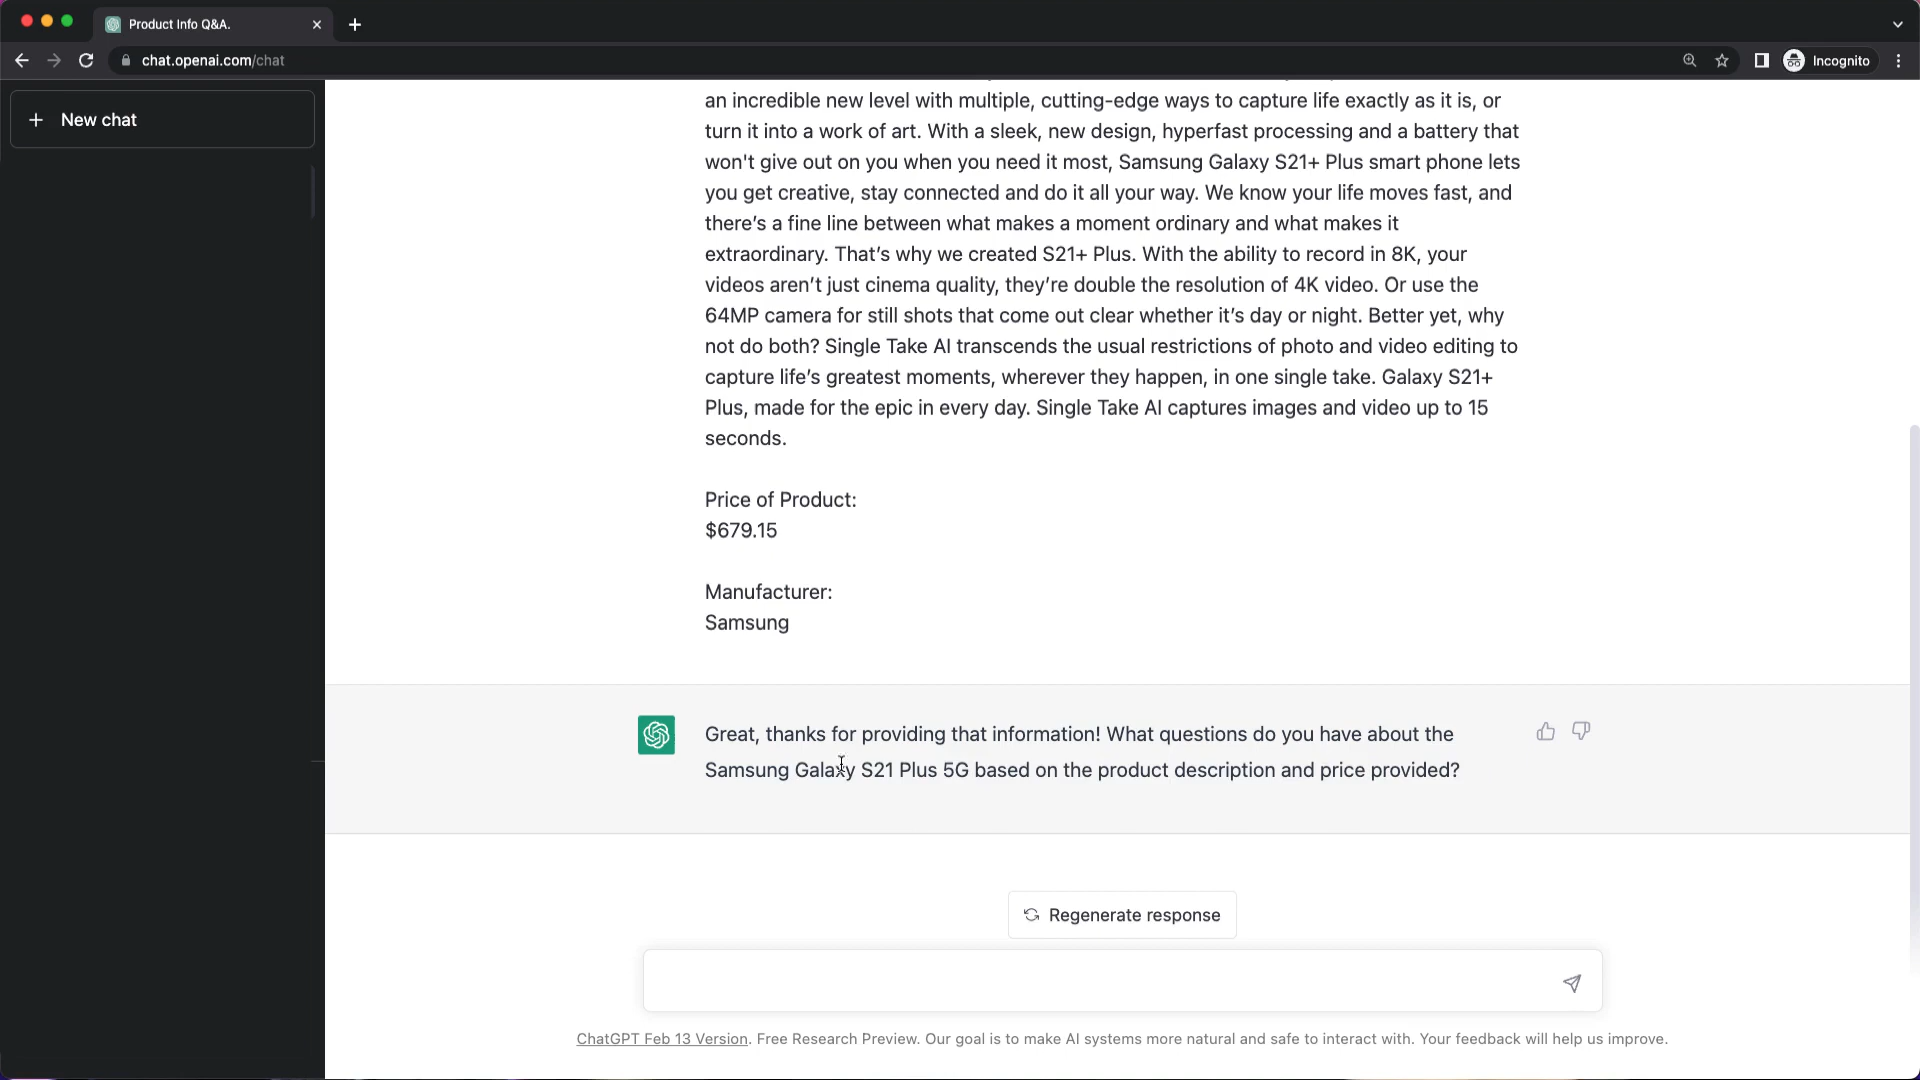 Product Info Q&A.
chat.openai.com/chat
Incognito
New chat
an incredible new level with multiple, cutting-edge ways to capture life exactly as it is, or
turn it into a work of art. With a sleek, new design, hyperfast processing and a battery that
won't give out on you when you need it most, Samsung Galaxy S21+ Plus smart phone lets
you get creative, stay connected and do it all your way. We know your life moves fast, and
there's a fine line between what makes a moment ordinary and what makes it
extraordinary. That's why we created S21+ Plus. With the ability to record in 8K, your
videos aren't just cinema quality, they're double the resolution of 4K video. Or use the
64MP camera for still shots that come out clear whether it's day or night. Better yet, why
not do both? Single Take AI transcends the usual restrictions of photo and video editing to
capture life's greatest moments, wherever they happen, in one single take. Galaxy S21+
Plus, made for the epic in every day. Single Take AI captures images and video up to 15
seconds.
Price of Product:
$679.15
Manufacturer:
Samsung
Great, thanks for providing that information! What questions do you have about the
Samsung Galaxy S21 Plus 5G based on the product description and price provided?
Regenerate response
ChatGPT Feb 13 Version. Free Research Preview. Our goal is to make AI systems more natural and safe to interact with. Your feedback will help us improve.